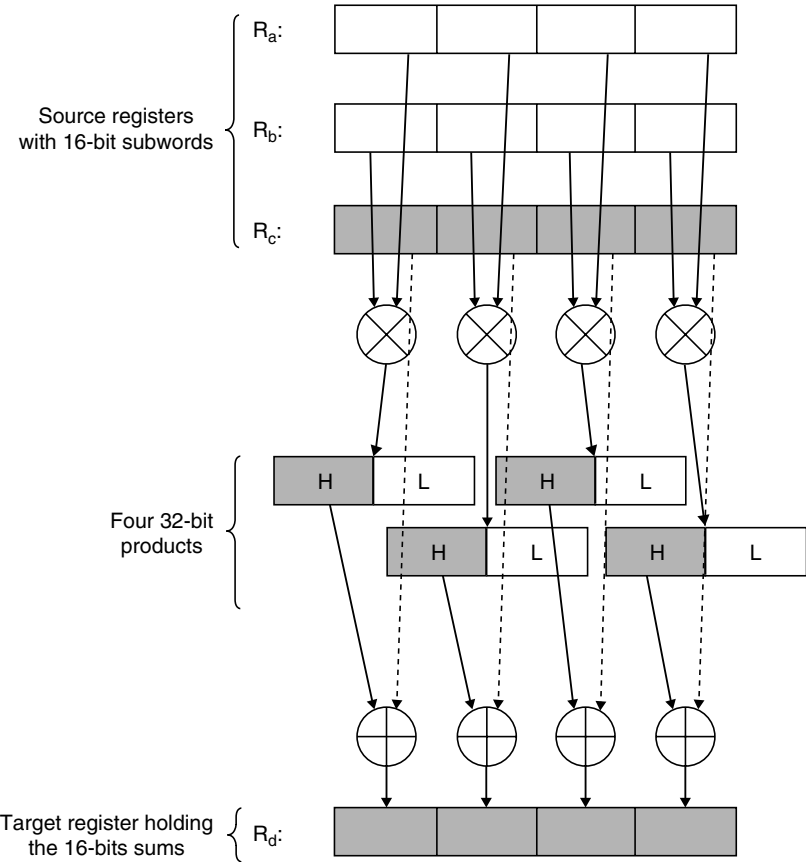 R_a:
Source registers
with 16-bit subwords
R_b:
R_c:
H L H L
Four 32-bit
products
H L H L
Target register holding
the 16-bits sums
R_d: